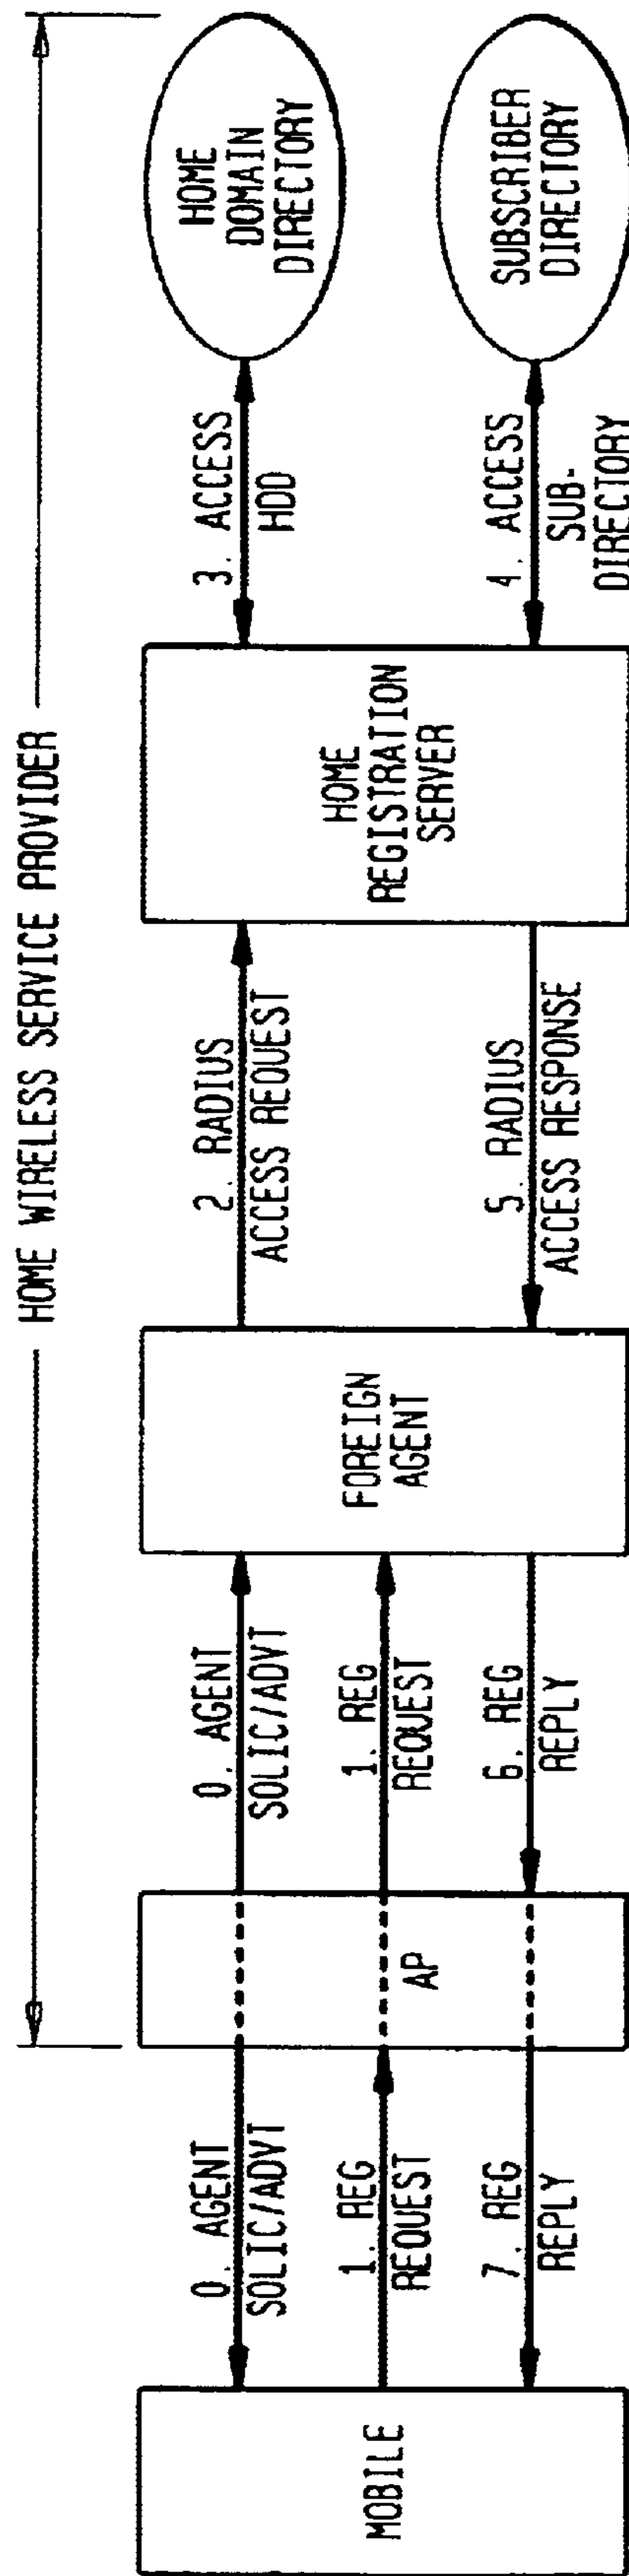 HOME WIRELESS SERVICE PROVIDER
MOBILE
0. AGENT
SOLIC/ADVT
1. REG
REQUEST
7. REG
REPLY
AP
0. AGENT
SOLIC/ADVT
1. REG
REQUEST
6. REG
REPLY
FOREIGN
AGENT
2. RADIUS
ACCESS REQUEST
5. RADIUS
ACCESS RESPONSE
HOME
REGISTRATION
SERVER
3. ACCESS
HDD
4. ACCESS
SUB-
DIRECTORY
HOME
DOMAIN
DIRECTORY
SUBSCRIBER
DIRECTORY